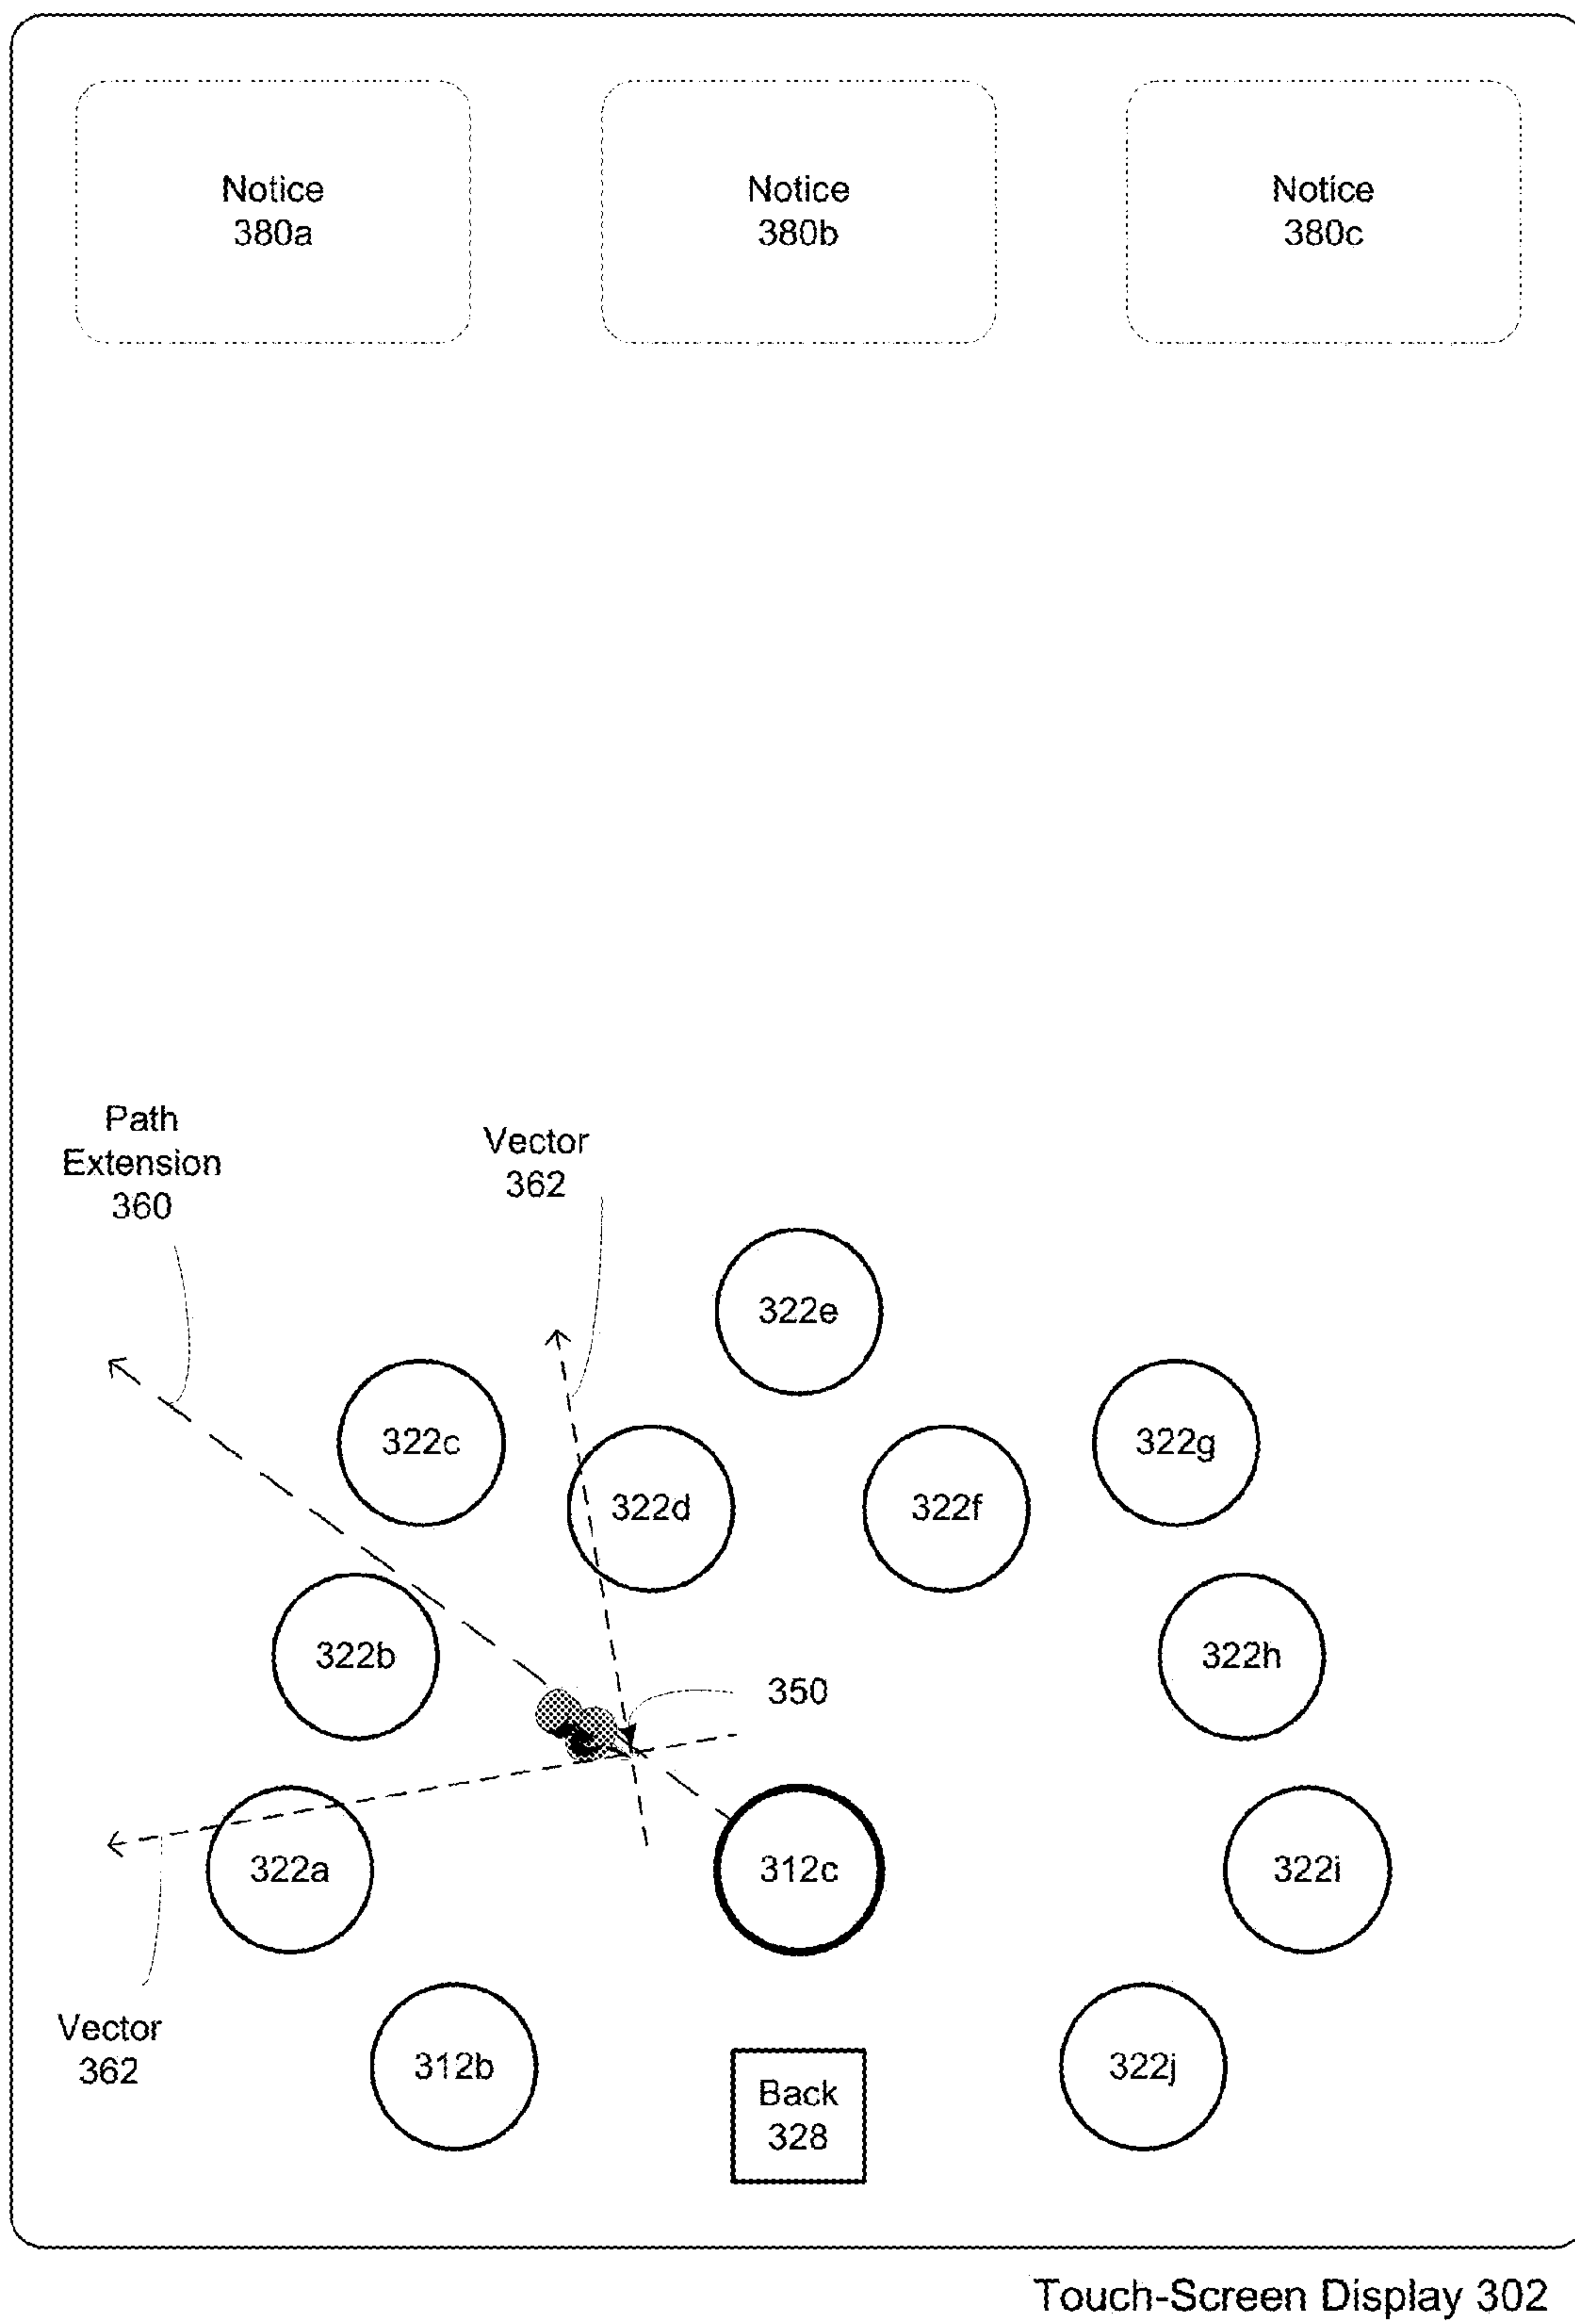 Notice
380a
Notice
380b
Notice
380c
Path
Extension
360
Vector
362
322e
322c
322g
322d
322f
322b
322h
350
322a
312c
322i
Vector
362
312b
322j
Back
328
Touch-Screen Display 302